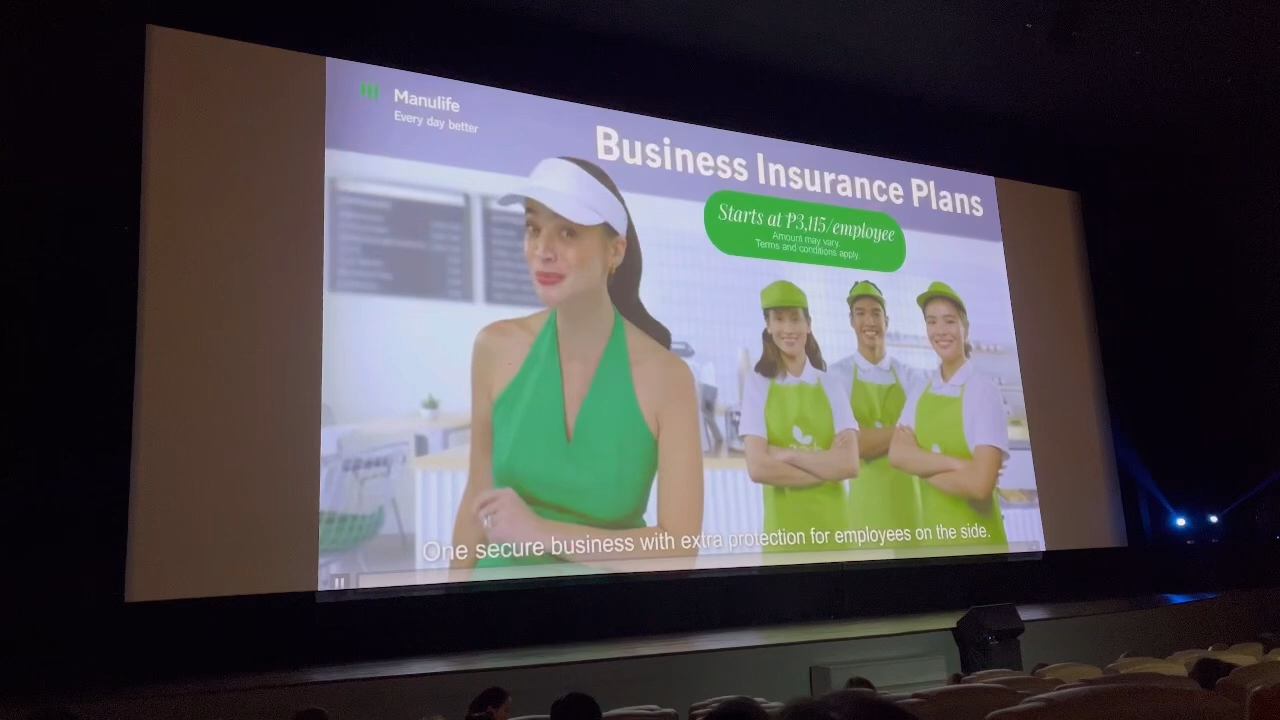 Manulife
Every day better
Business Insurance Plans
Starts at ₱3,115/employee
Amount may vary.
Terms and conditions apply.
One secure business with extra protection for employees on the side.